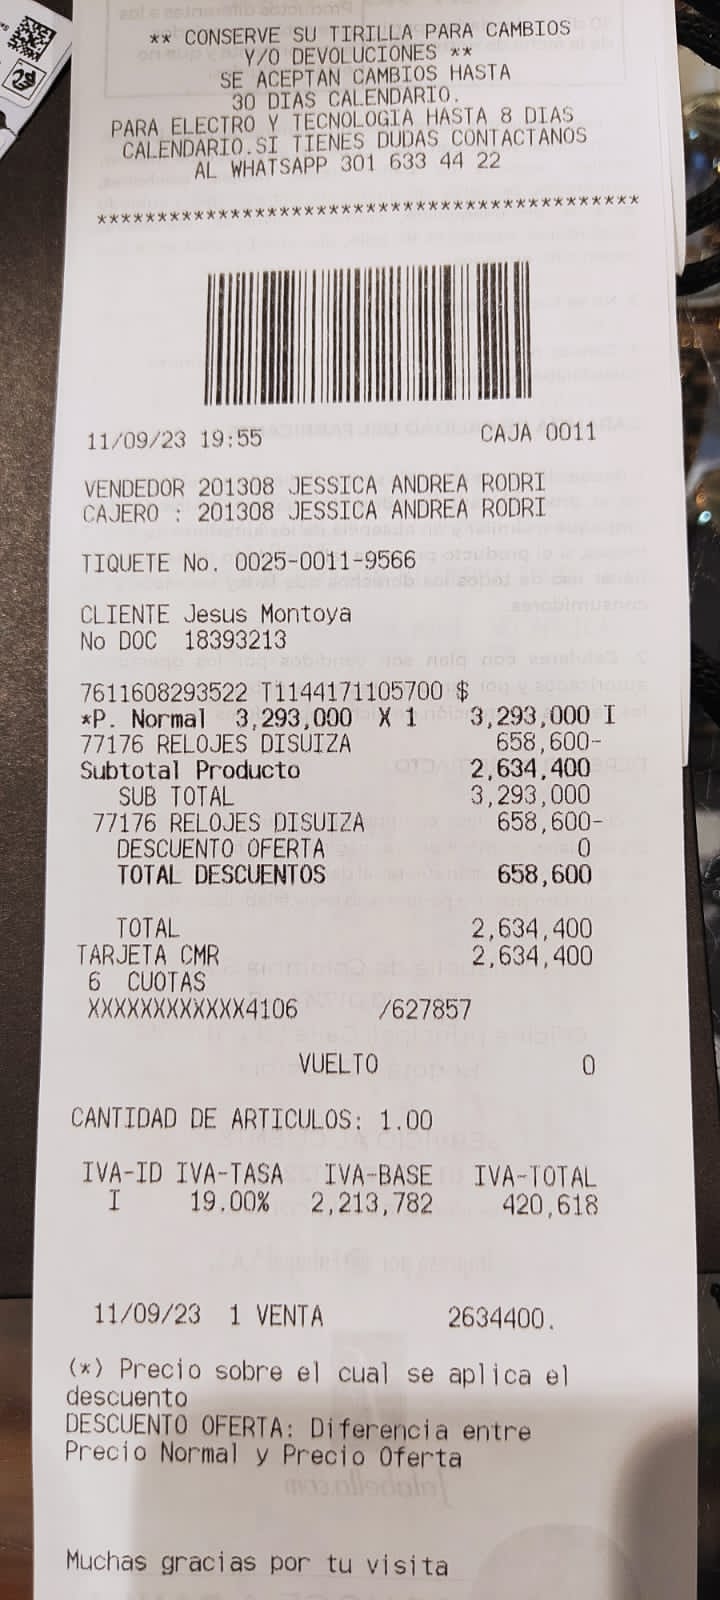 ** CONSERVE SU TIRILLA PARA CAMBIOS
Y/O DEVOLUCIONES **
SE ACEPTAN CAMBIOS HASTA
30 DIAS CALENDARIO.
PARA ELECTRO Y TECNOLOGIA HASTA 8 DIAS
CALENDARIO.SI TIENES DUDAS CONTACTANOS
AL WHATSAPP 301 633 44 22
********************************************
11/09/23 19:55 CAJA 0011
VENDEDOR 201308 JESSICA ANDREA RODRI
CAJERO : 201308 JESSICA ANDREA RODRI
TIQUETE No. 0025-0011-9566
CLIENTE Jesus Montoya
No DOC 18393213
7611608293522 T1144171105700 $
*P. Normal 3,293,000 X 1 3,293,000 I
77176 RELOJES DISUIZA 658,600-
Subtotal Producto 2,634,400
SUB TOTAL 3,293,000
77176 RELOJES DISUIZA 658,600-
DESCUENTO OFERTA 0
TOTAL DESCUENTOS 658,600
TOTAL 2,634,400
TARJETA CMR 2,634,400
6 CUOTAS
XXXXXXXXXXXX4106 /627857
VUELTO 0
CANTIDAD DE ARTICULOS: 1.00
IVA-ID IVA-TASA IVA-BASE IVA-TOTAL
I 19.00% 2,213,782 420,618
11/09/23 1 VENTA 2634400.
(*) Precio sobre el cual se aplica el
descuento
DESCUENTO OFERTA: Diferencia entre
Precio Normal y Precio Oferta
Muchas gracias por tu visita